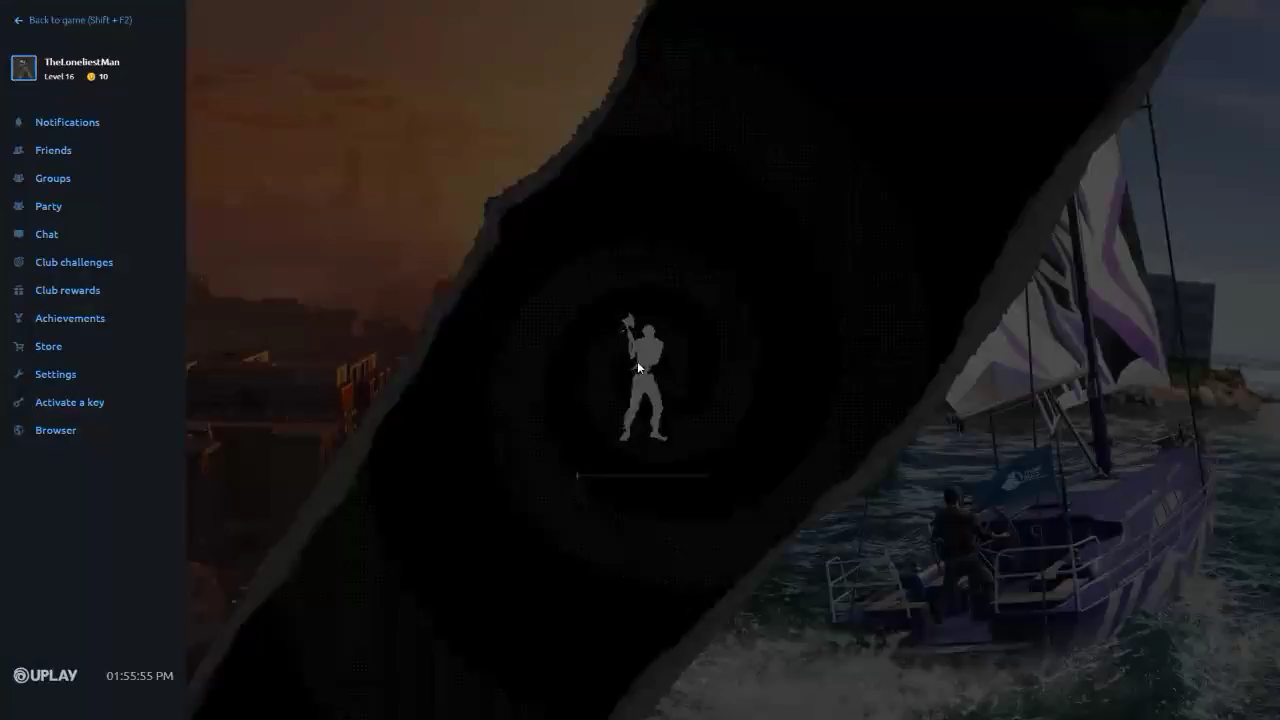 Back to game (Shift + F2)
TheLoneliestMan
Level 16 10
Notifications
Friends
Groups
Party
Chat
Club challenges
Club rewards
Achievements
Store
Settings
Activate a key
Browser
UPLAY 01:55:55 PM